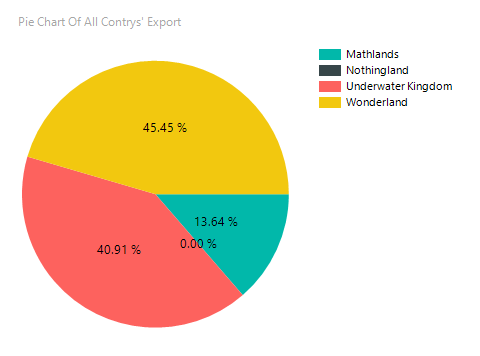 Pie Chart Of All Contrys' Export
Mathlands
Nothingland
Underwater Kingdom
Wonderland
45.45 %
13.64 %
0.00 %
40.91 %